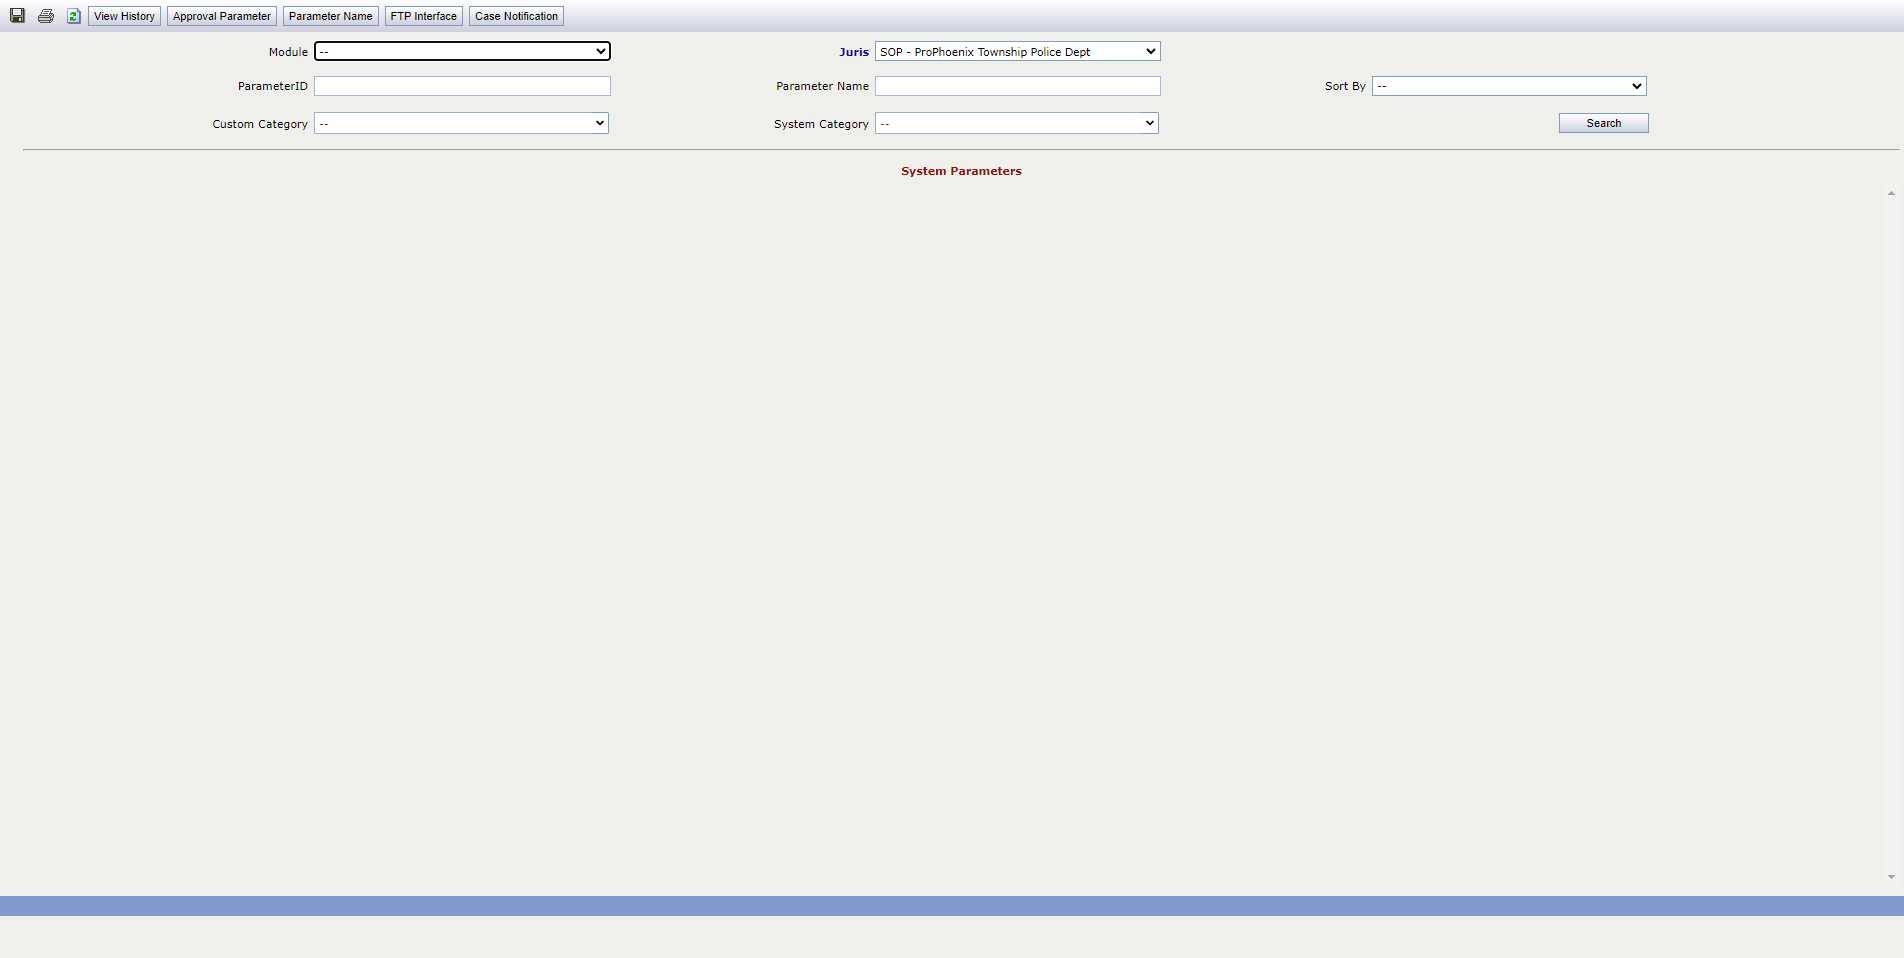 View History Approval Parameter Parameter Name FTP Interface Case Notification
Module -- Juris SOP - ProPhoenix Township Police Dept
ParameterID Parameter Name Sort By --
Custom Category -- System Category -- Search
System Parameters